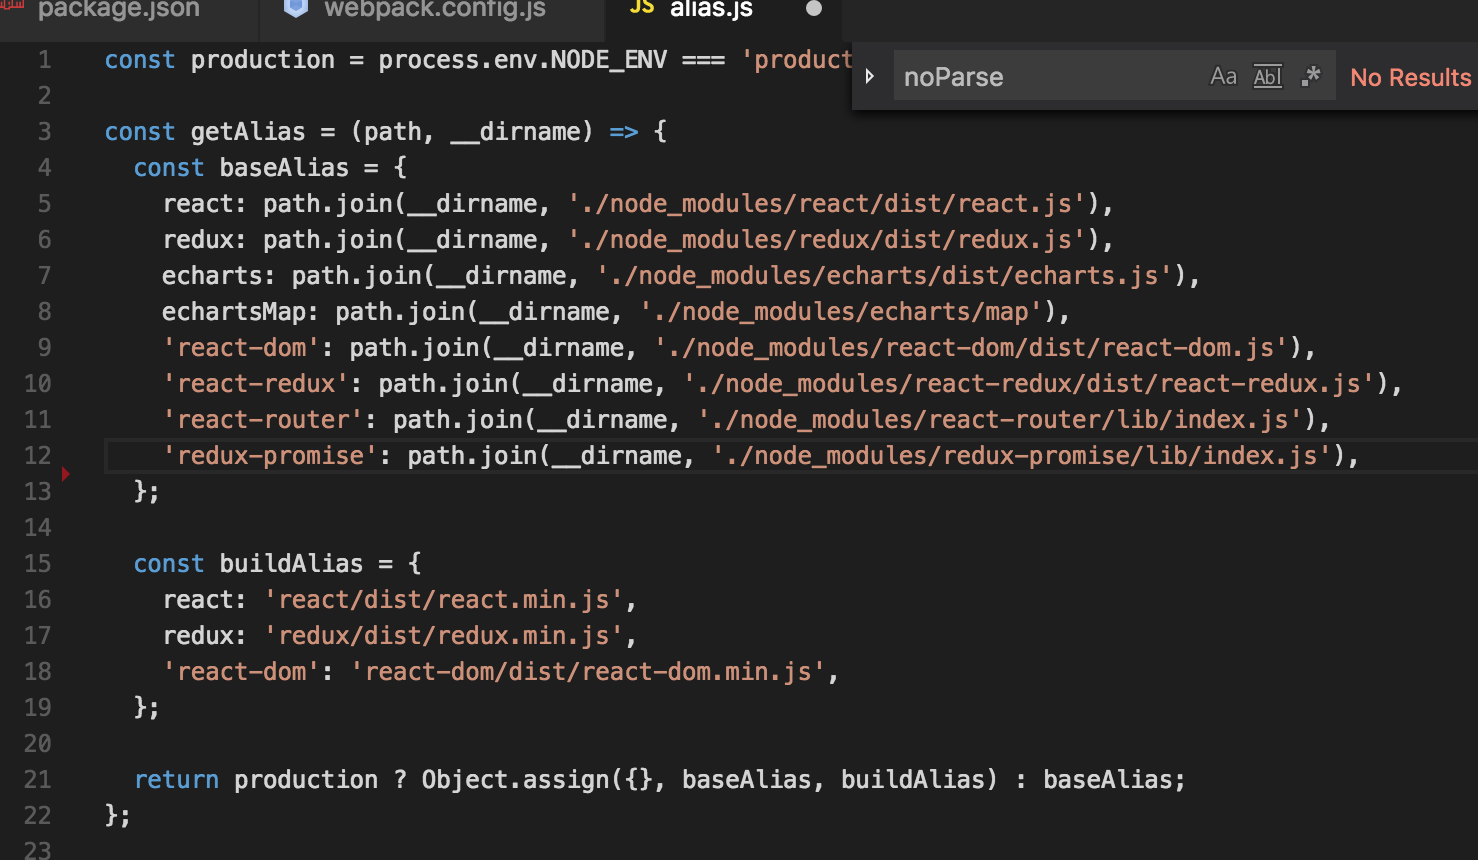 package.json
webpack.config.js
JS alias.js
noParse
Aa Abl .* No Results
1 const production = process.env.NODE_ENV === 'product
2
3 const getAlias = (path, __dirname) => {
4 const baseAlias = {
5 react: path.join(__dirname, './node_modules/react/dist/react.js'),
6 redux: path.join(__dirname, './node_modules/redux/dist/redux.js'),
7 echarts: path.join(__dirname, './node_modules/echarts/dist/echarts.js'),
8 echartsMap: path.join(__dirname, './node_modules/echarts/map'),
9 'react-dom': path.join(__dirname, './node_modules/react-dom/dist/react-dom.js'),
10 'react-redux': path.join(__dirname, './node_modules/react-redux/dist/react-redux.js'),
11 'react-router': path.join(__dirname, './node_modules/react-router/lib/index.js'),
12 'redux-promise': path.join(__dirname, './node_modules/redux-promise/lib/index.js'),
13 };
14
15 const buildAlias = {
16 react: 'react/dist/react.min.js',
17 redux: 'redux/dist/redux.min.js',
18 'react-dom': 'react-dom/dist/react-dom.min.js',
19 };
20
21 return production ? Object.assign({}, baseAlias, buildAlias) : baseAlias;
22 };
23